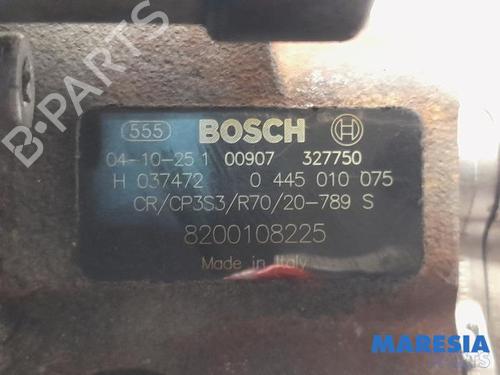 B-PARTS
555 BOSCH
04-10-25 1 00907 327750
H 037472 0 445 010 075
CR/CP3S3/R70/20-789 S
8200108225
Made in Italy
MARESIA
PARTS